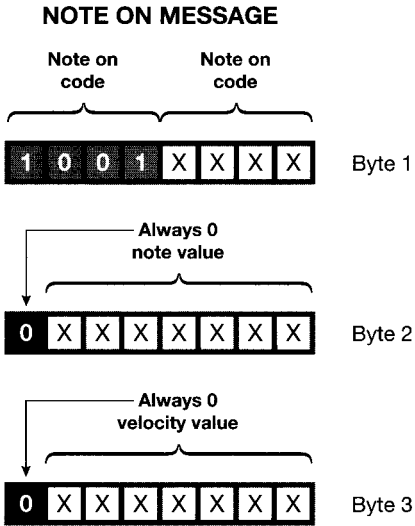 NOTE ON MESSAGE
Note on code
Note on code
1 0 0 1 X X X X Byte 1
Always 0
note value
0 X X X X X X X Byte 2
Always 0
velocity value
0 X X X X X X X Byte 3